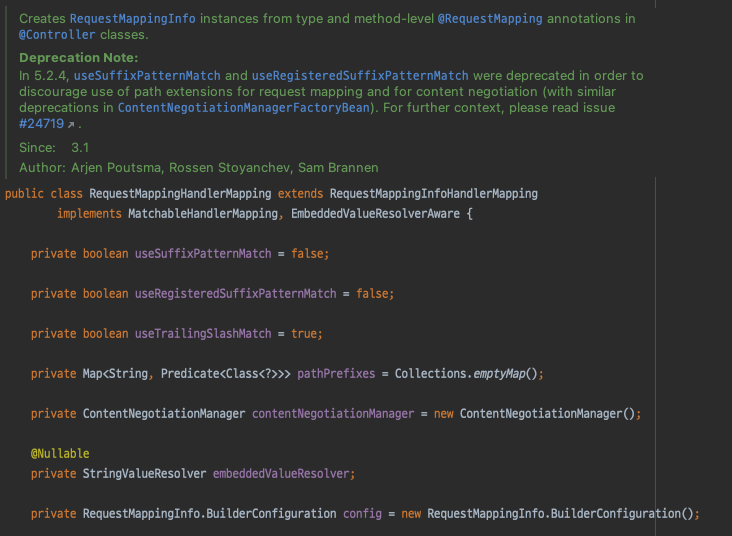 Creates RequestMappingInfo instances from type and method-level @RequestMapping annotations in
@Controller classes.
Deprecation Note:
In 5.2.4, useSuffixPatternMatch and useRegisteredSuffixPatternMatch were deprecated in order to
discourage use of path extensions for request mapping and for content negotiation (with similar
deprecations in ContentNegotiationManagerFactoryBean). For further context, please read issue
#24719↗.
Since: 3.1
Author: Arjen Poutsma, Rossen Stoyanchev, Sam Brannen
public class RequestMappingHandlerMapping extends RequestMappingInfoHandlerMapping
implements MatchableHandlerMapping, EmbeddedValueResolverAware {
private boolean useSuffixPatternMatch = false;
private boolean useRegisteredSuffixPatternMatch = false;
private boolean useTrailingSlashMatch = true;
private Map<String, Predicate<Class<?>>> pathPrefixes = Collections.emptyMap();
private ContentNegotiationManager contentNegotiationManager = new ContentNegotiationManager();
@Nullable
private StringValueResolver embeddedValueResolver;
private RequestMappingInfo.BuilderConfiguration config = new RequestMappingInfo.BuilderConfiguration();